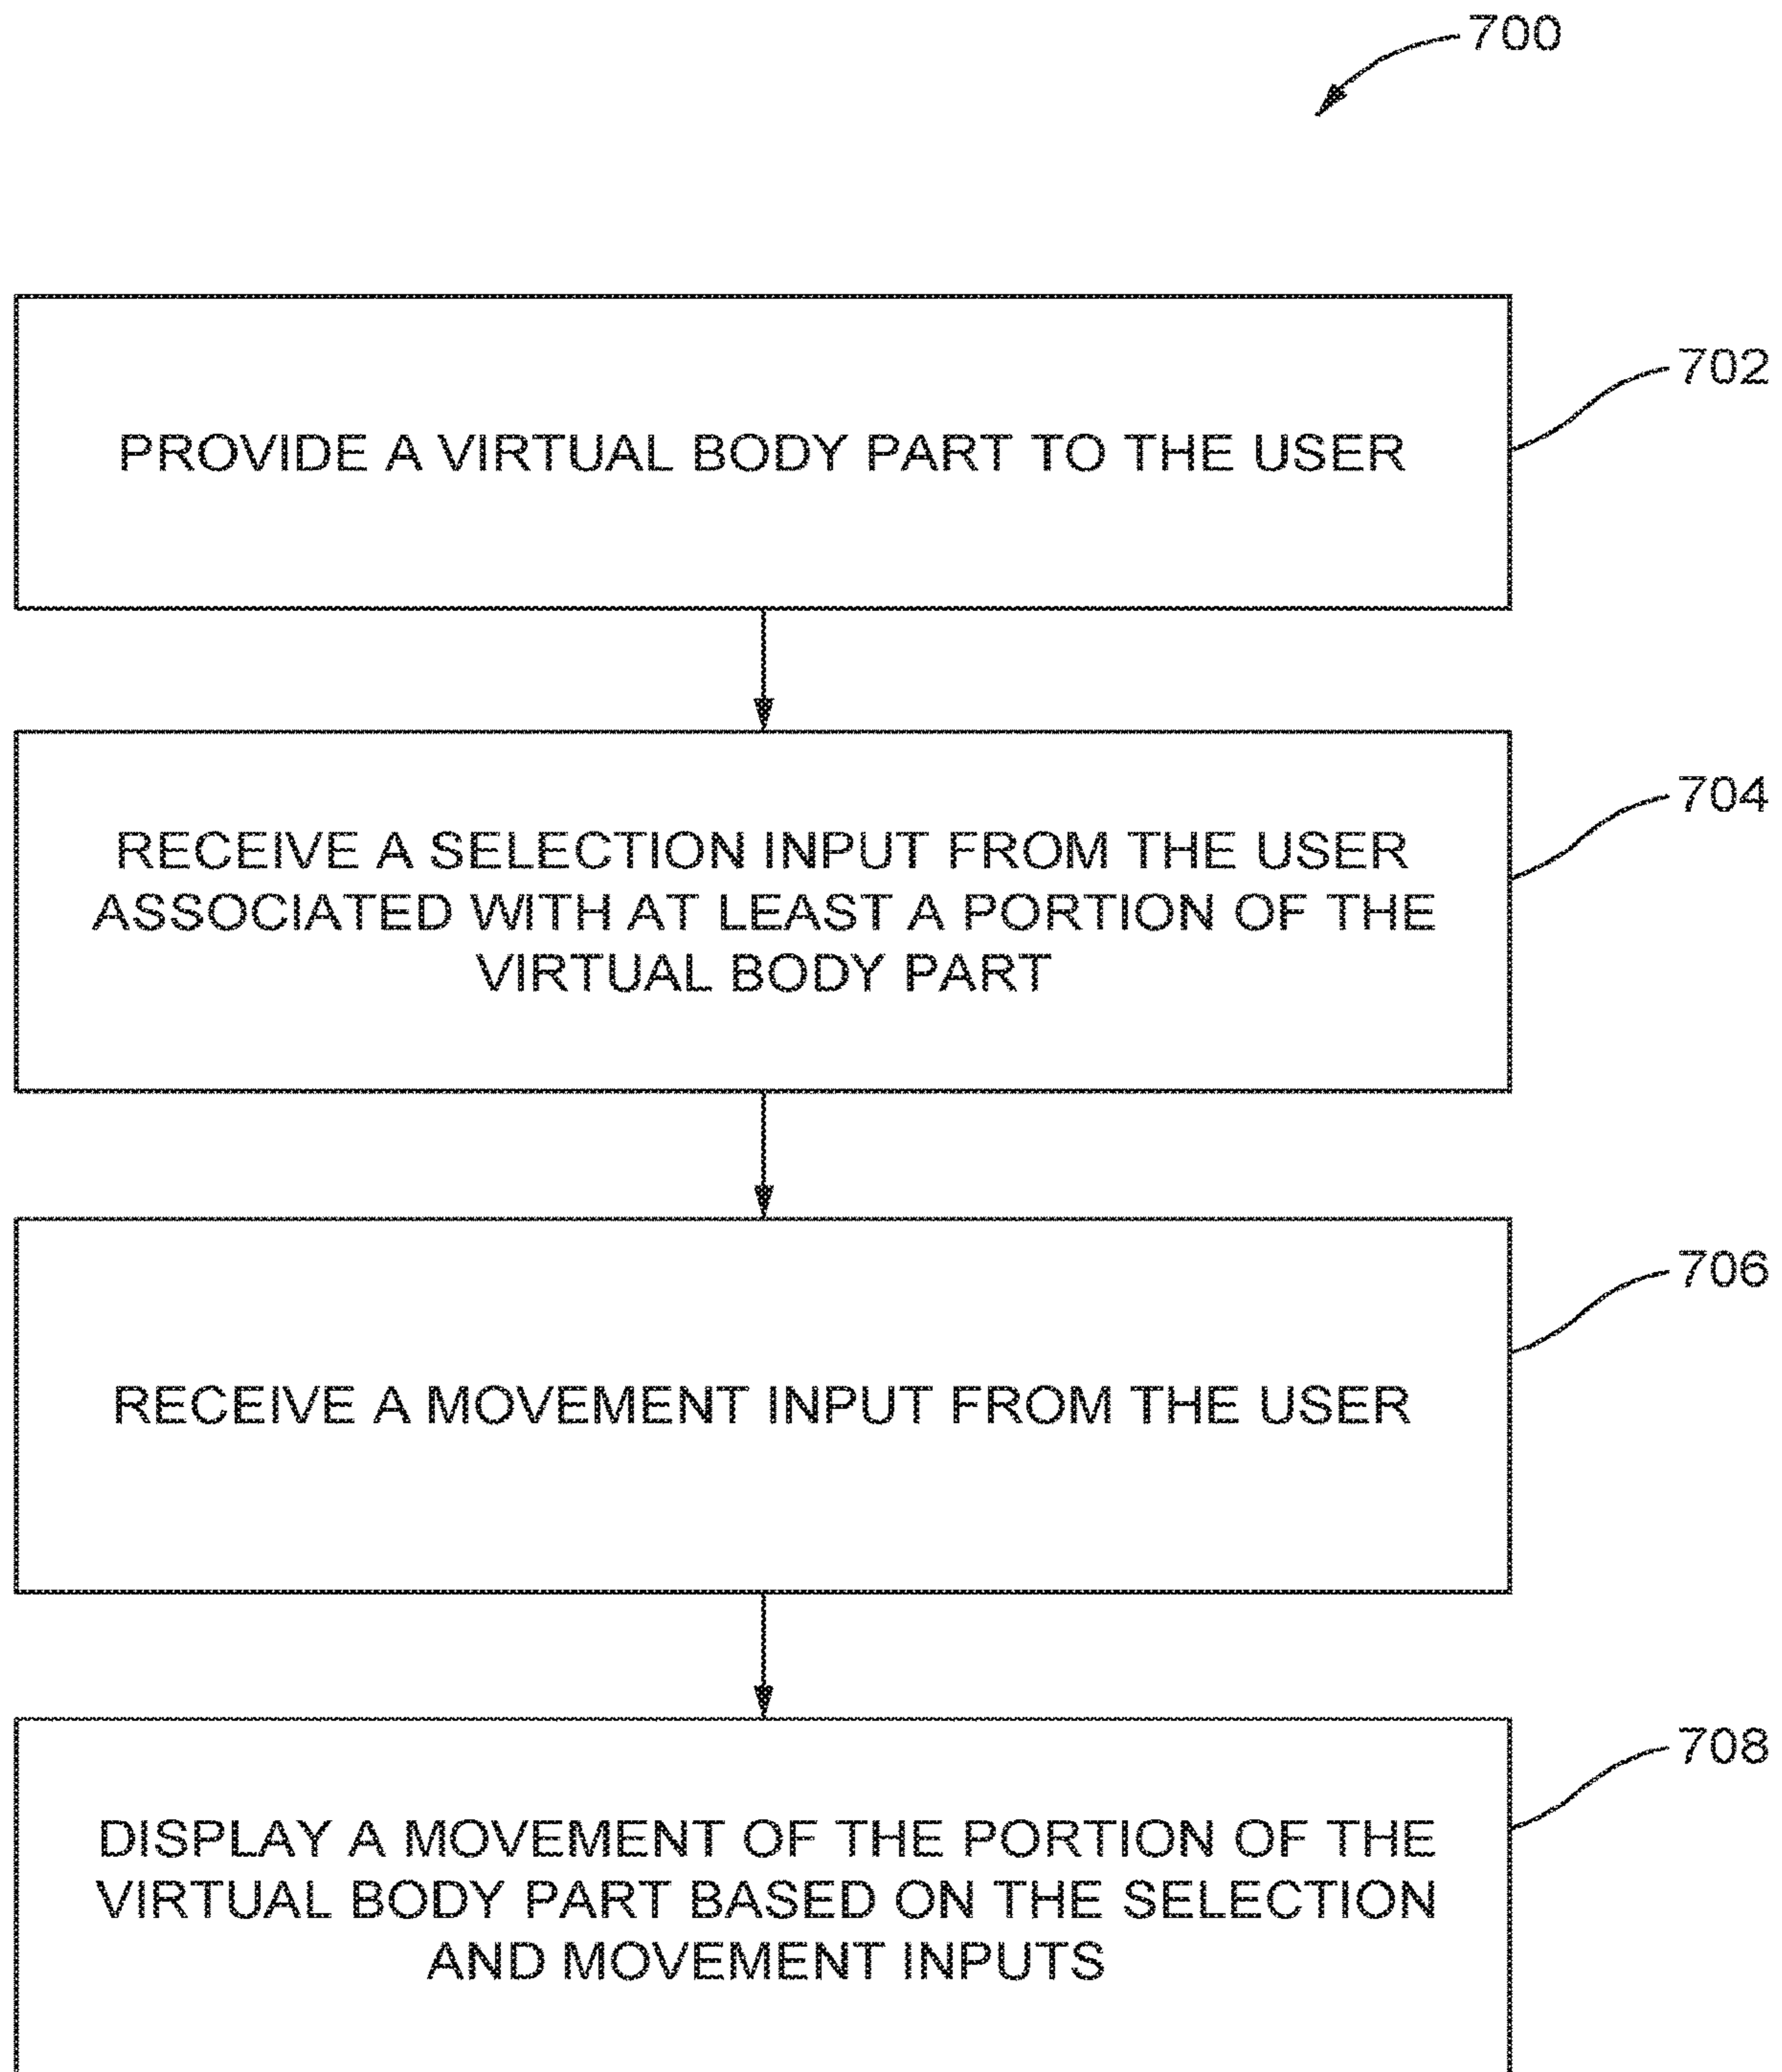 700
PROVIDE A VIRTUAL BODY PART TO THE USER
702
RECEIVE A SELECTION INPUT FROM THE USER
ASSOCIATED WITH AT LEAST A PORTION OF THE
VIRTUAL BODY PART
704
RECEIVE A MOVEMENT INPUT FROM THE USER
706
DISPLAY A MOVEMENT OF THE PORTION OF THE
VIRTUAL BODY PART BASED ON THE SELECTION
AND MOVEMENT INPUTS
708